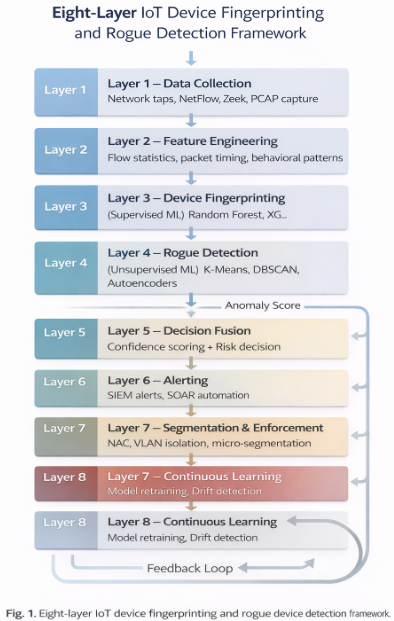 Eight-Layer IoT Device Fingerprinting
and Rogue Detection Framework
Layer 1
Layer 1 – Data Collection
Network taps, NetFlow, Zeek, PCAP capture
Layer 2
Layer 2 – Feature Engineering
Flow statistics, packet timing, behavioral patterns
Layer 3
Layer 3 – Device Fingerprinting
(Supervised ML) Random Forest, XG...
Layer 4
Layer 4 – Rogue Detection
(Unsupervised ML) K-Means, DBSCAN,
Autoencoders
Anomaly Score
Layer 5
Layer 5 – Decision Fusion
Confidence scoring + Risk decision
Layer 6
Layer 6 – Alerting
SIEM alerts, SOAR automation
Layer 7
Layer 7 – Segmentation & Enforcement
NAC, VLAN isolation, micro-segmentation
Layer 8
Layer 7 – Continuous Learning
Model retraining, Drift detection
Layer 8
Layer 8 – Continuous Learning
Model retraining, Drift detection
Feedback Loop
Fig. 1. Eight-layer IoT device fingerprinting and rogue device detection framework.